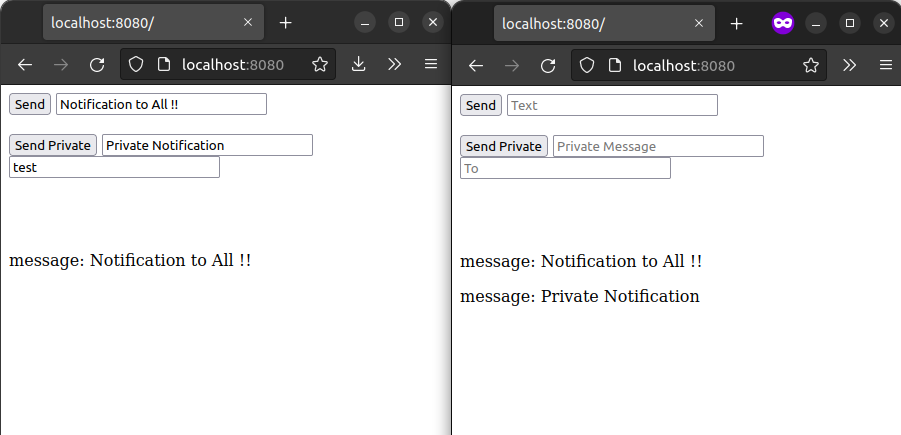 localhost:8080/
localhost:8080
Send Notification to All !!
Send Private Private Notification
test
message: Notification to All !!
localhost:8080/
localhost:8080
Send Text
Send Private Private Message
To
message: Notification to All !!
message: Private Notification